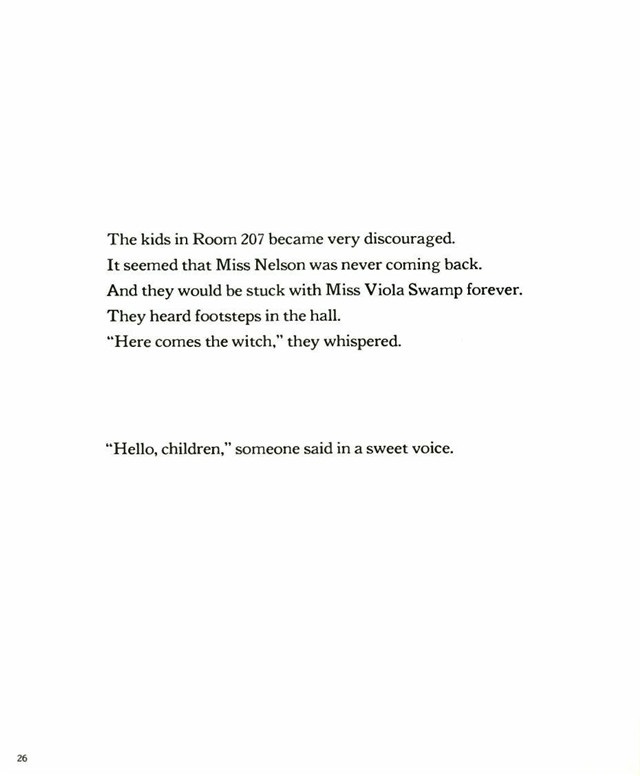 The kids in Room 207 became very discouraged.
It seemed that Miss Nelson was never coming back.
And they would be stuck with Miss Viola Swamp forever.
They heard footsteps in the hall.
“Here comes the witch,” they whispered.
“Hello, children,” someone said in a sweet voice.
26